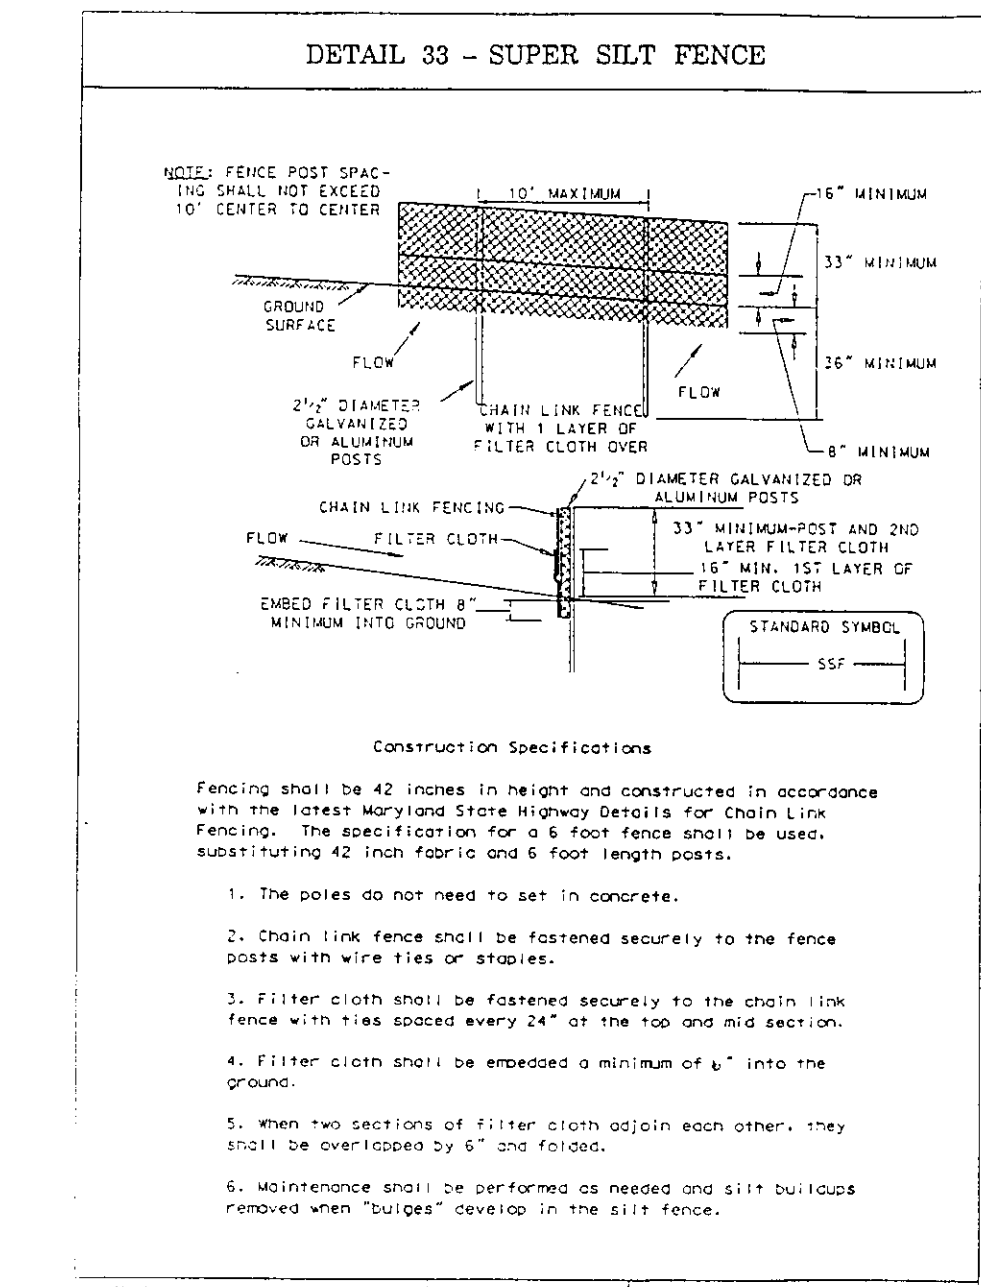 DETAIL 33 - SUPER SILT FENCE
NOTE: FENCE POST SPAC-
ING SHALL NOT EXCEED
10' CENTER TO CENTER
10' MAXIMUM
16" MINIMUM
33" MINIMUM
GROUND
SURFACE
FLOW
FLOW
36" MINIMUM
2 1/2" DIAMETER
GALVANIZED
OR ALUMINUM
POSTS
CHAIN LINK FENCE
WITH 1 LAYER OF
FILTER CLOTH OVER
8" MINIMUM
2 1/2" DIAMETER GALVANIZED OR
ALUMINUM POSTS
CHAIN LINK FENCING
FLOW
FILTER CLOTH
33" MINIMUM-POST AND 2ND
LAYER FILTER CLOTH
16" MIN. 1ST LAYER OF
FILTER CLOTH
EMBED FILTER CLOTH 8"
MINIMUM INTO GROUND
STANDARD SYMBOL
SSF
Construction Specifications
Fencing shall be 42 inches in height and constructed in accordance
with the latest Maryland State Highway Details for Chain Link
Fencing. The specification for a 6 foot fence shall be used,
substituting 42 inch fabric and 6 foot length posts.
1. The poles do not need to set in concrete.
2. Chain link fence shall be fastened securely to the fence
posts with wire ties or staples.
3. Filter cloth shall be fastened securely to the chain link
fence with ties spaced every 24" at the top and mid section.
4. Filter cloth shall be embedded a minimum of into the
ground.
5. When two sections of filter cloth adjoin each other, they
shall be overlapped by 6" and folded.
6. Maintenance shall be performed as needed and silt buildups
removed when "bulges" develop in the silt fence.